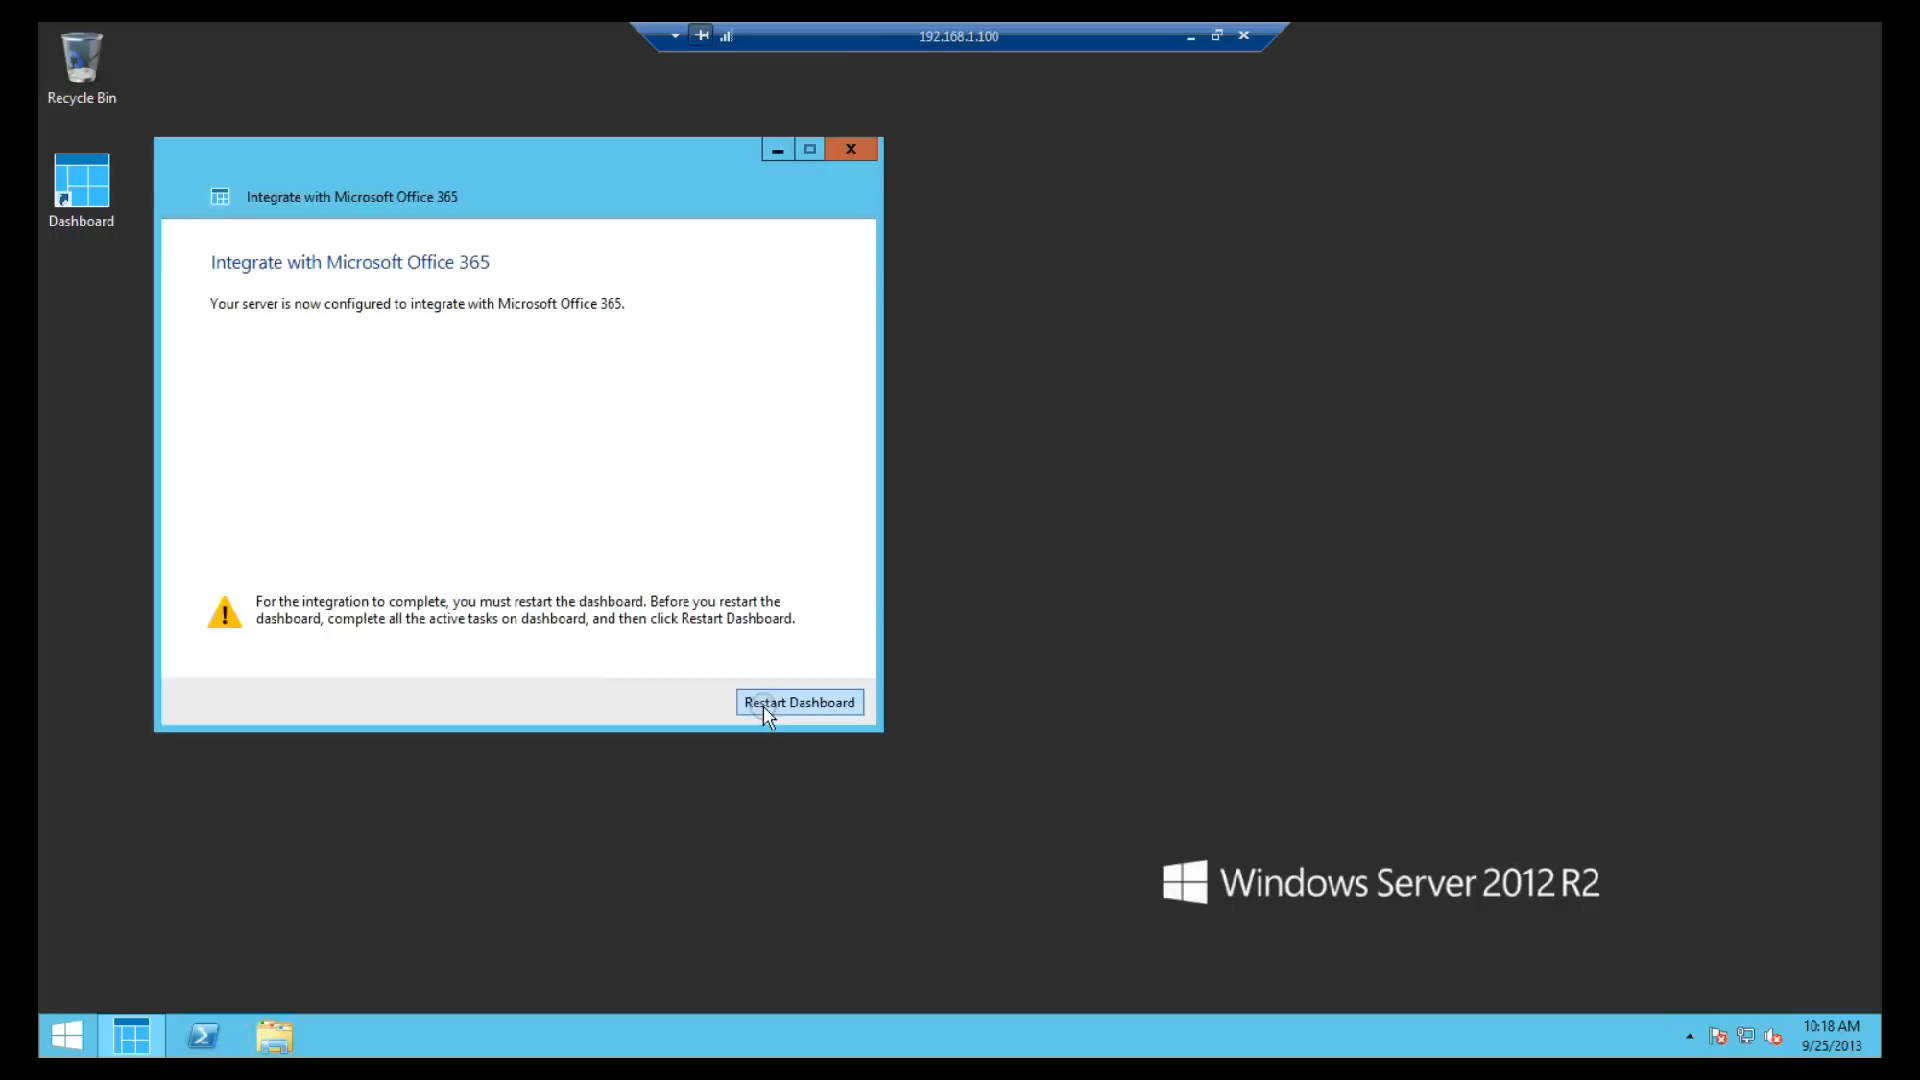 192.168.1.100
Recycle Bin
Dashboard
Integrate with Microsoft Office 365
Integrate with Microsoft Office 365
Your server is now configured to integrate with Microsoft Office 365.
For the integration to complete, you must restart the dashboard. Before you restart the
dashboard, complete all the active tasks on dashboard, and then click Restart Dashboard.
Restart Dashboard
Windows Server 2012 R2
10:18 AM
9/25/2013